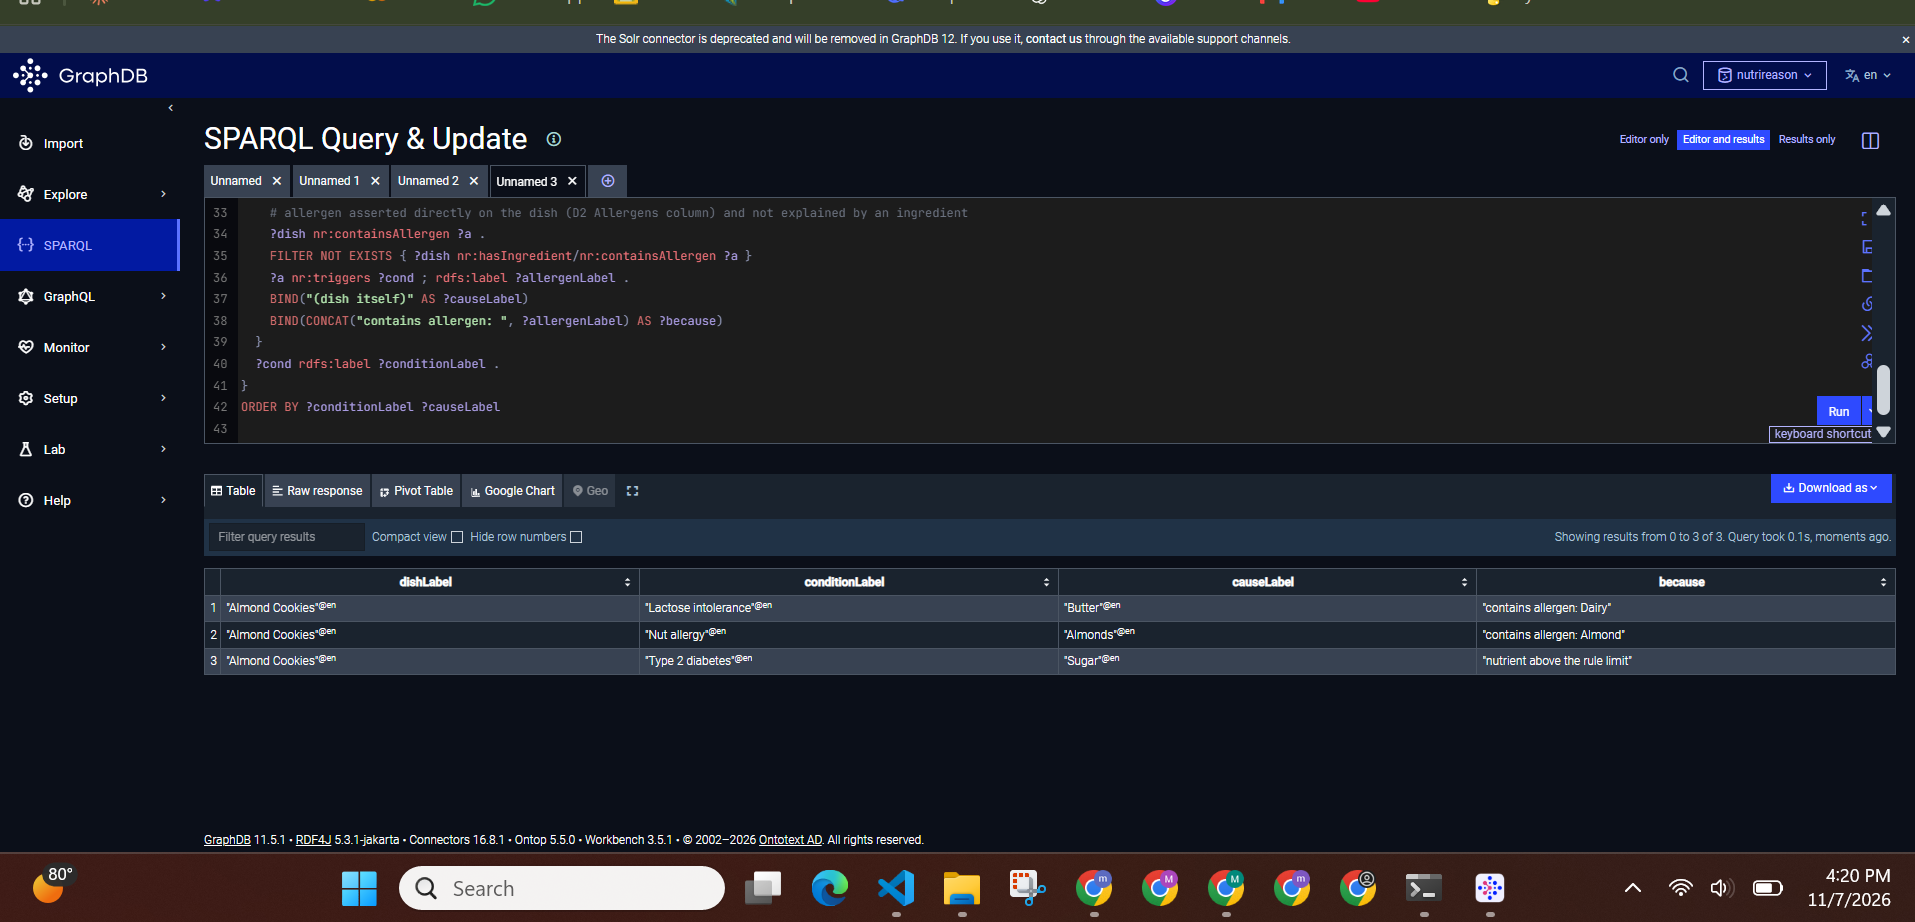 The Solr connector is deprecated and will be removed in GraphDB 12. If you use it, contact us through the available support channels.
GraphDB
nutrireason
en
Import
Explore
SPARQL
GraphQL
Monitor
Setup
Lab
Help
SPARQL Query & Update
Editor only
Editor and results
Results only
Unnamed
Unnamed 1
Unnamed 2
Unnamed 3
33 # allergen asserted directly on the dish (D2 Allergens column) and not explained by an ingredient
34 ?dish nr:containsAllergen ?a .
35 FILTER NOT EXISTS { ?dish nr:hasIngredient/nr:containsAllergen ?a }
36 ?a nr:triggers ?cond ; rdfs:label ?allergenLabel .
37 BIND("(dish itself)" AS ?causeLabel)
38 BIND(CONCAT("contains allergen: ", ?allergenLabel) AS ?because)
39 }
40 ?cond rdfs:label ?conditionLabel .
41 }
42 ORDER BY ?conditionLabel ?causeLabel
43
Run
keyboard shortcut
Table
Raw response
Pivot Table
Google Chart
Geo
Download as
Filter query results
Compact view
Hide row numbers
Showing results from 0 to 3 of 3. Query took 0.1s, moments ago.
dishLabel conditionLabel causeLabel because
1 "Almond Cookies"@en "Lactose intolerance"@en "Butter"@en "contains allergen: Dairy"
2 "Almond Cookies"@en "Nut allergy"@en "Almonds"@en "contains allergen: Almond"
3 "Almond Cookies"@en "Type 2 diabetes"@en "Sugar"@en "nutrient above the rule limit"
GraphDB 11.5.1 • RDF4J 5.3.1-jakarta • Connectors 16.8.1 • Ontop 5.5.0 • Workbench 3.5.1 • © 2002–2026 Ontotext AD. All rights reserved.
80°
Search
4:20 PM
11/7/2026